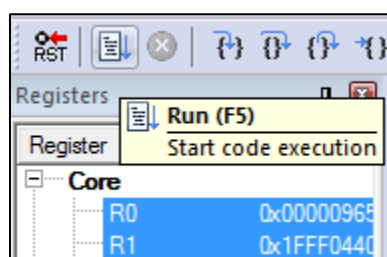 RST
Registers
Run (F5)
Register
Start code execution
Core
R0 0x00000965
R1 0x1FFF0440